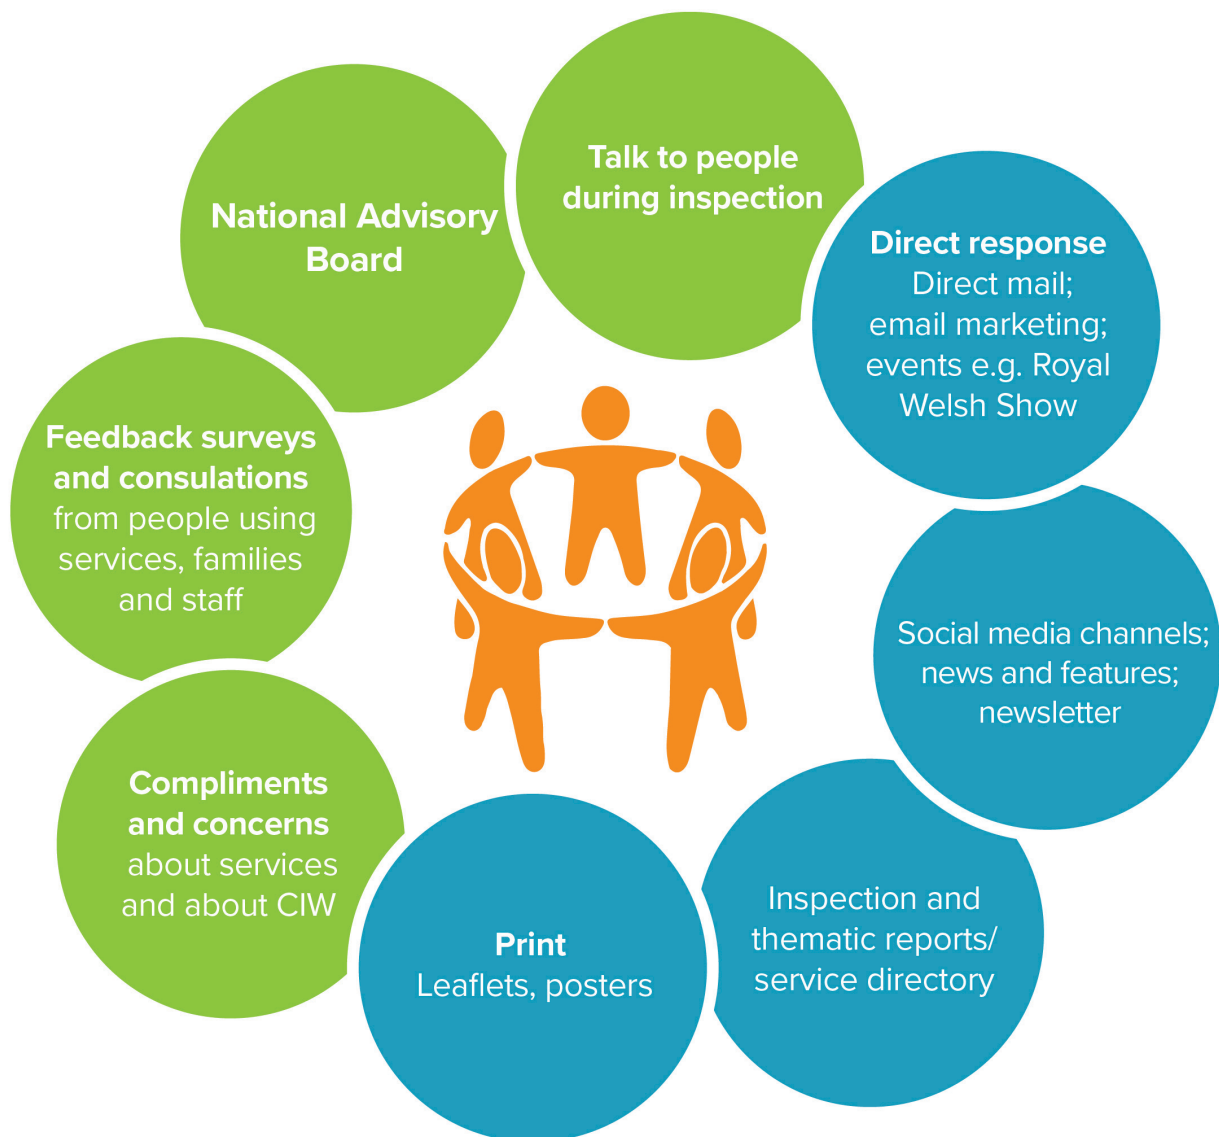 Talk to people
during inspection
National Advisory
Board
Direct response
Direct mail;
email marketing;
events e.g. Royal
Welsh Show
Feedback surveys
and consulations
from people using
services, families
and staff
Social media channels;
news and features;
newsletter
Compliments
and concerns
about services
and about CIW
Inspection and
thematic reports/
service directory
Print
Leaflets, posters